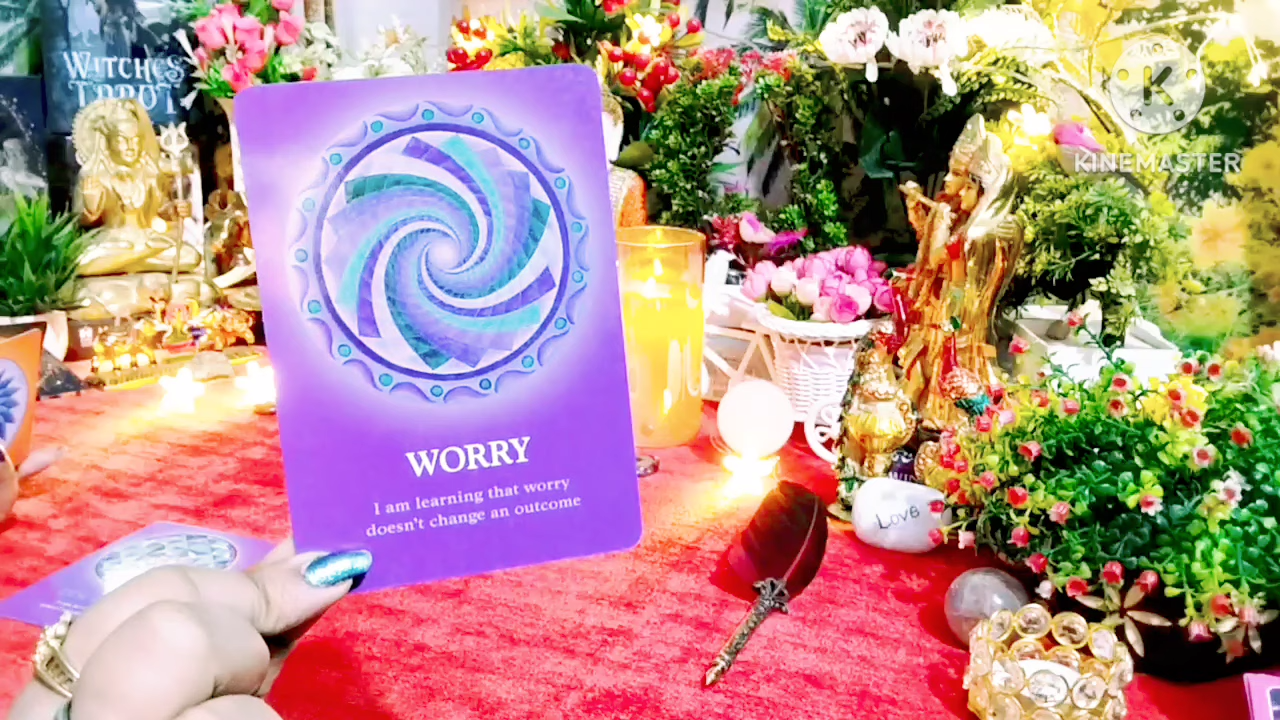 WITCHES
TAROT
K
KINEMASTER
WORRY
I am learning that worry
doesn't change an outcome
Love